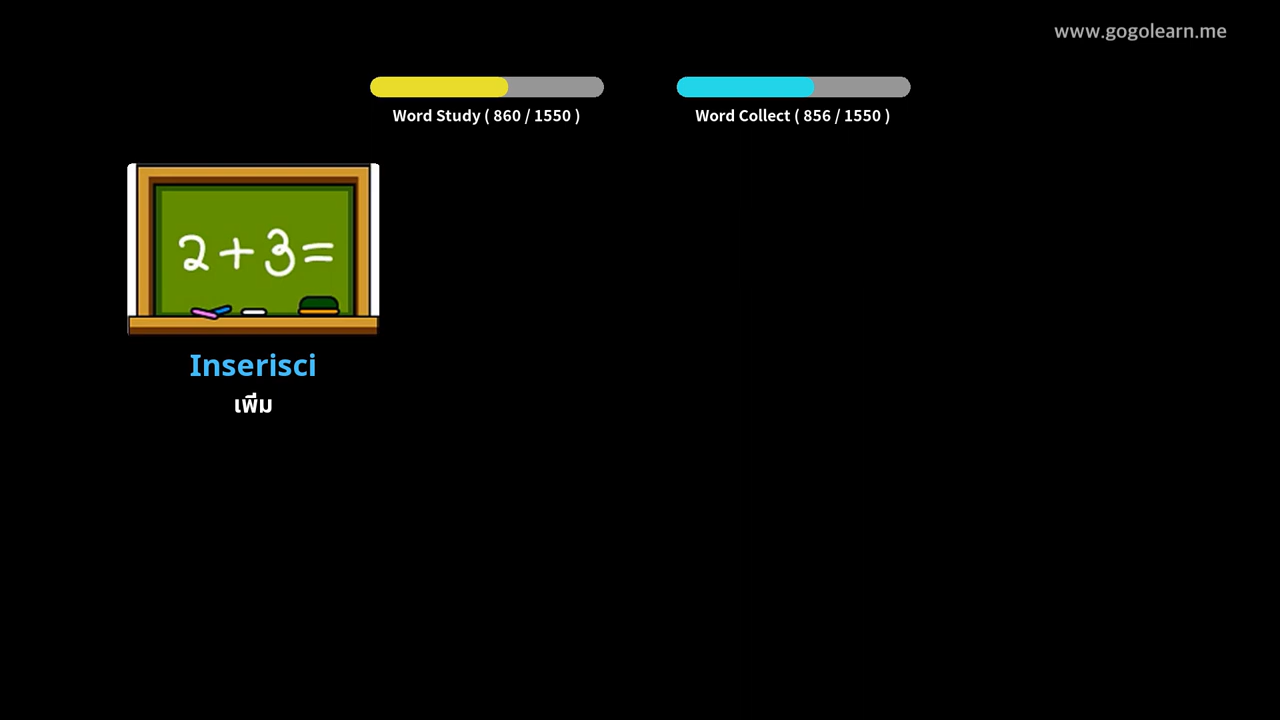 www.gogolearn.me
Word Study ( 860 / 1550 )
Word Collect ( 856 / 1550 )
2+3=
Inserisci
เพิ่ม